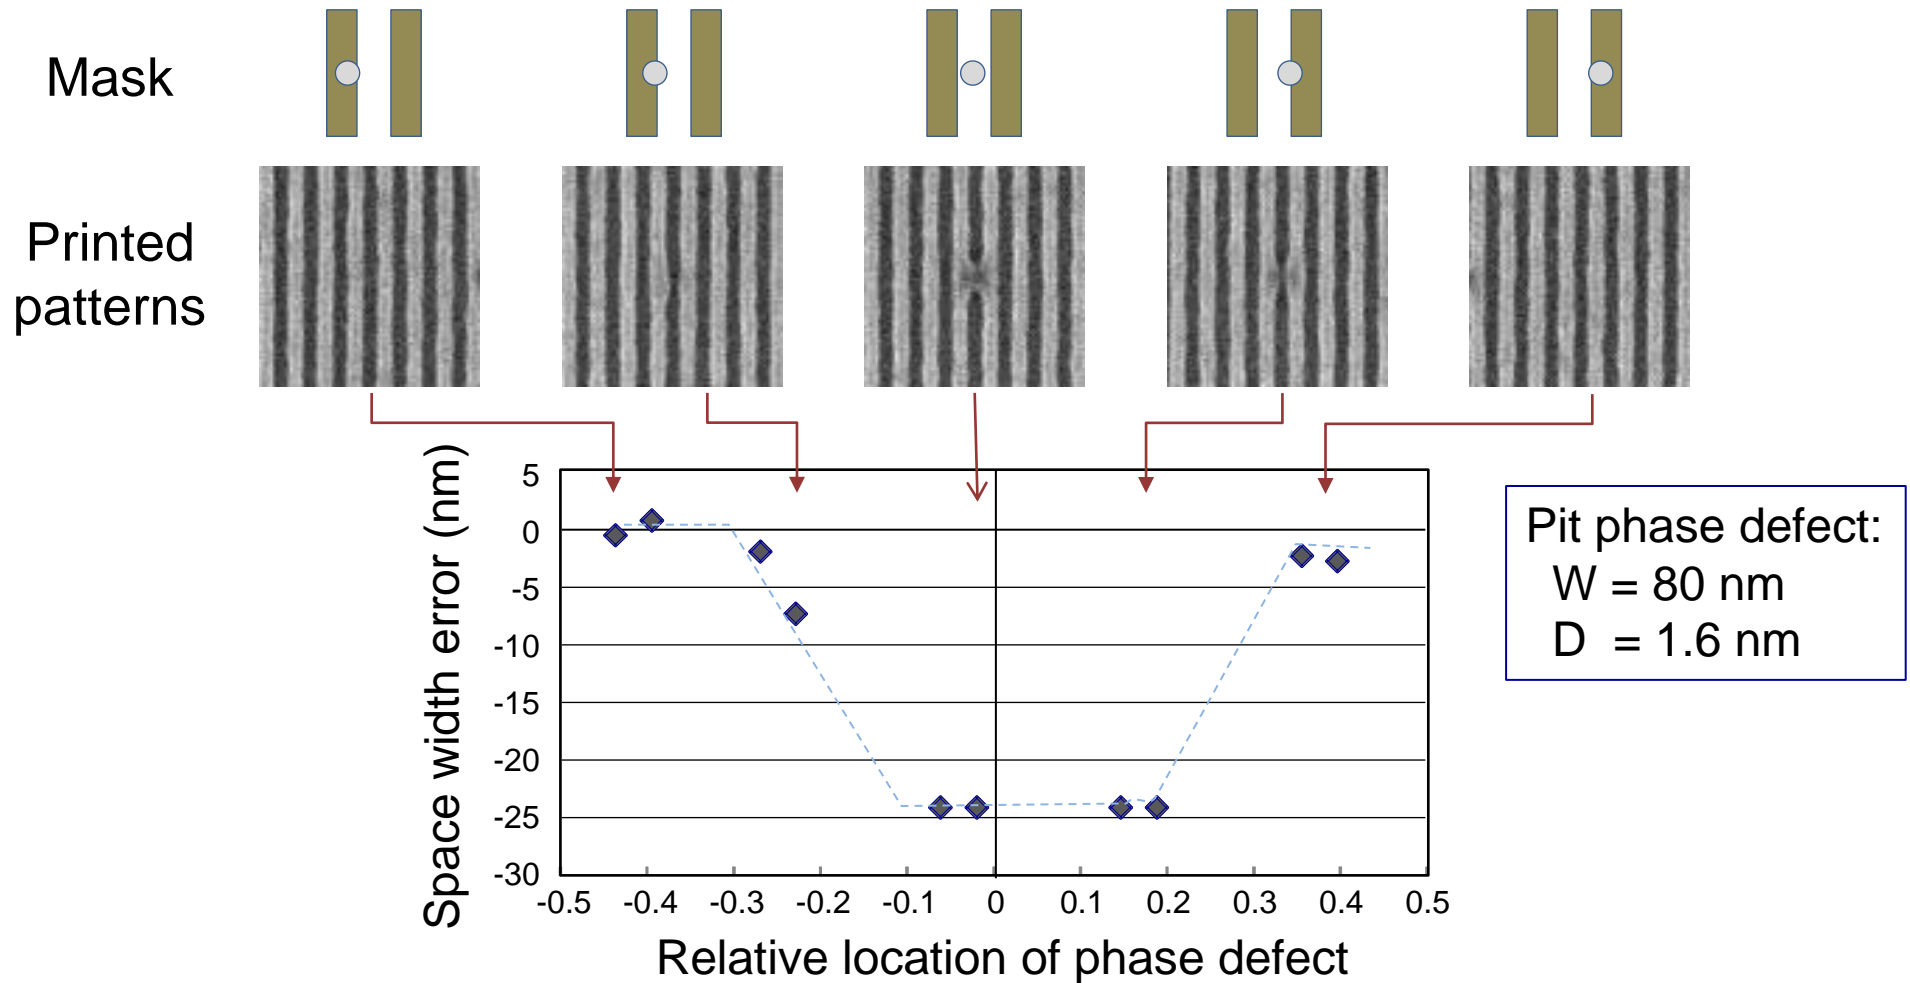 Mask
Printed
patterns
Space width error (nm)
5
0
-5
-10
-15
-20
-25
-30
-0.5 -0.4 -0.3 -0.2 -0.1 0 0.1 0.2 0.3 0.4 0.5
Relative location of phase defect
Pit phase defect:
W = 80 nm
D = 1.6 nm